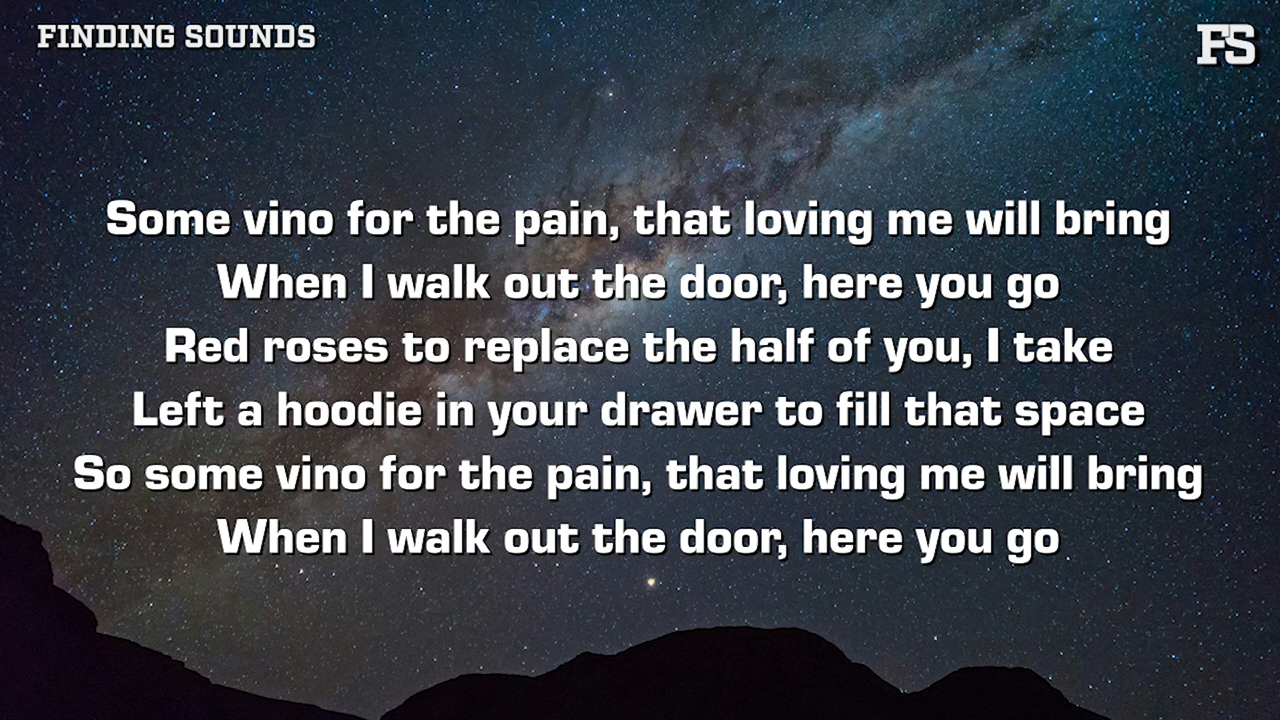 FINDING SOUNDS
FS
Some vino for the pain, that loving me will bring
When I walk out the door, here you go
Red roses to replace the half of you, I take
Left a hoodie in your drawer to fill that space
So some vino for the pain, that loving me will bring
When I walk out the door, here you go